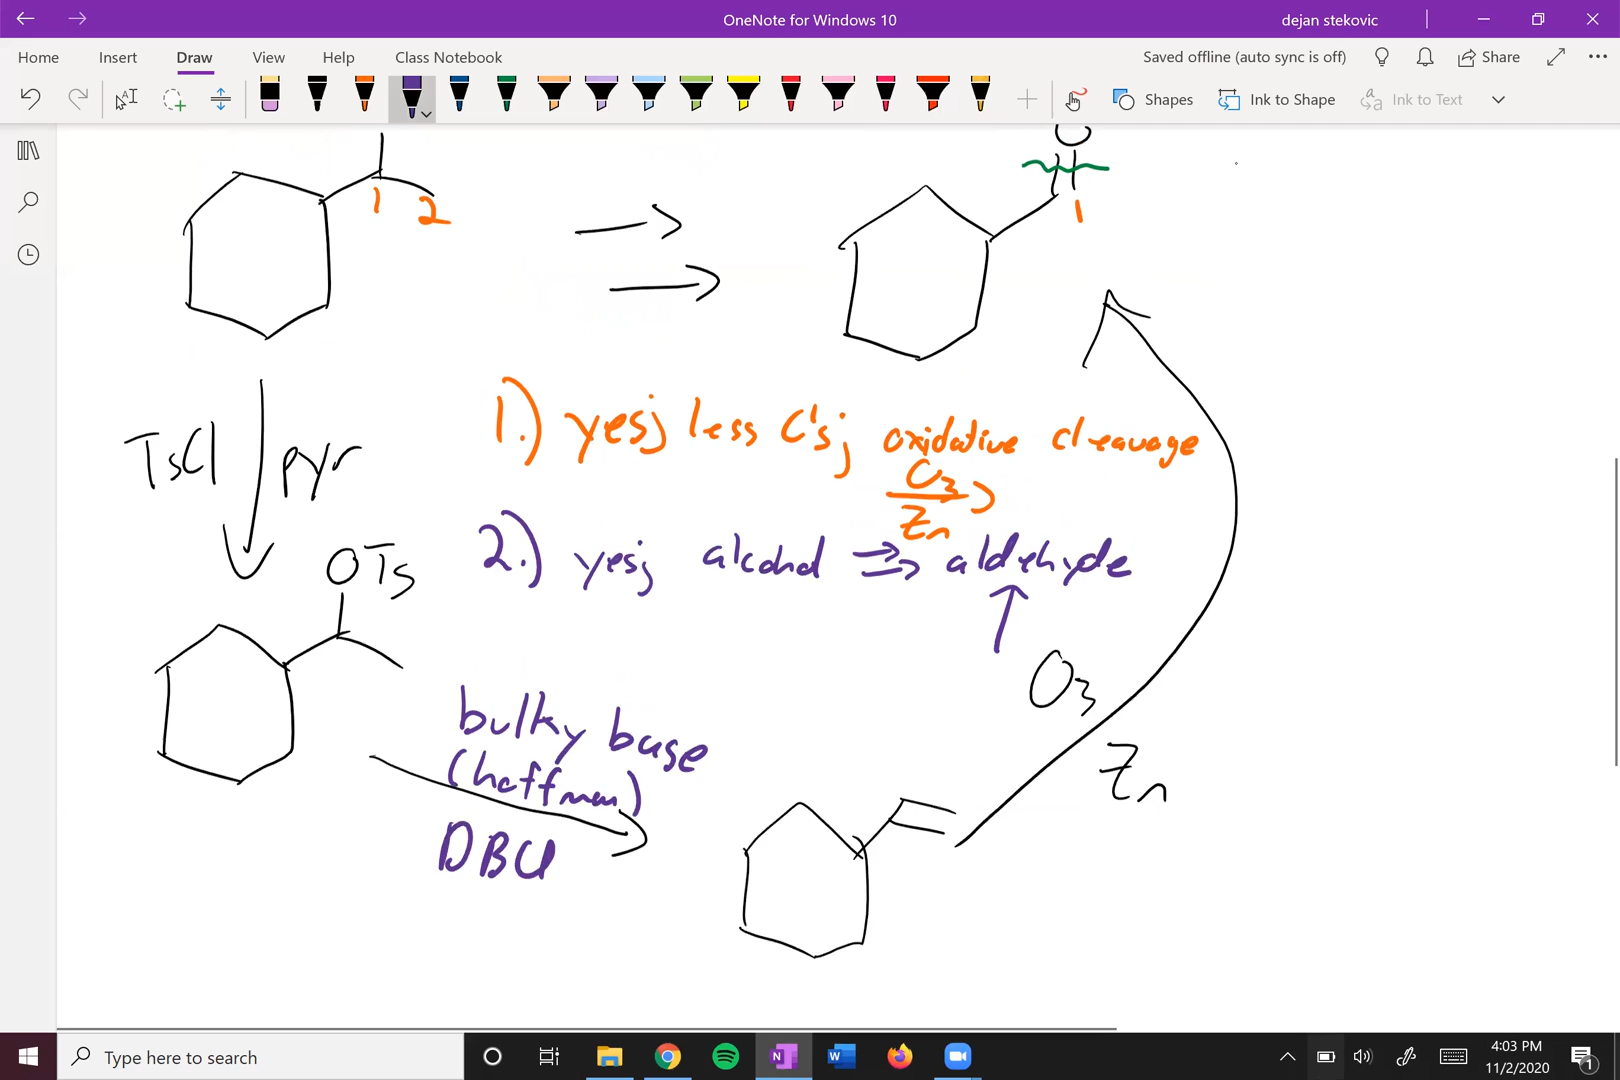 OneNote for Windows 10
dejan stekovic
Home Insert Draw View Help Class Notebook
Saved offline (auto sync is off) Share
Shapes Ink to Shape Ink to Text
O
1 2
1
1.) yes; less C's; oxidative cleavage
O3
Zn
TsCl pyr
2.) yes; alcohol aldehyde
OTs
O3
Zn
bulky base
(hoffman)
DBU
Type here to search
4:03 PM
11/2/2020
1